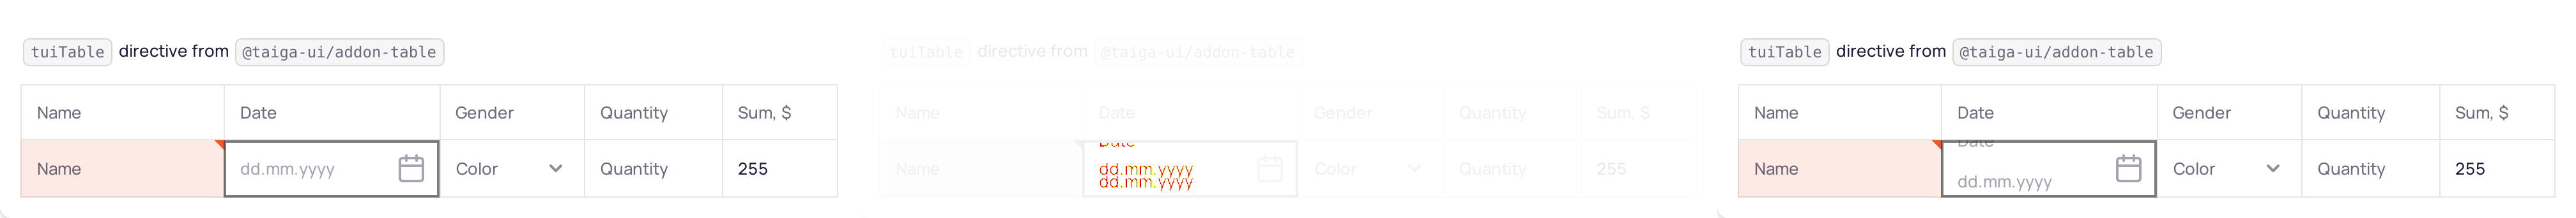 tuiTable directive from @taiga-ui/addon-table
Name Date Gender Quantity Sum, $
Name dd.mm.yyyy Color Quantity 255
tuiTable directive from @taiga-ui/addon-table
Name Date Gender Quantity Sum, $
Date
Name dd.mm.yyyy Color Quantity 255
dd.mm.yyyy
tuiTable directive from @taiga-ui/addon-table
Name Date Gender Quantity Sum, $
Date
Name dd.mm.yyyy Color Quantity 255